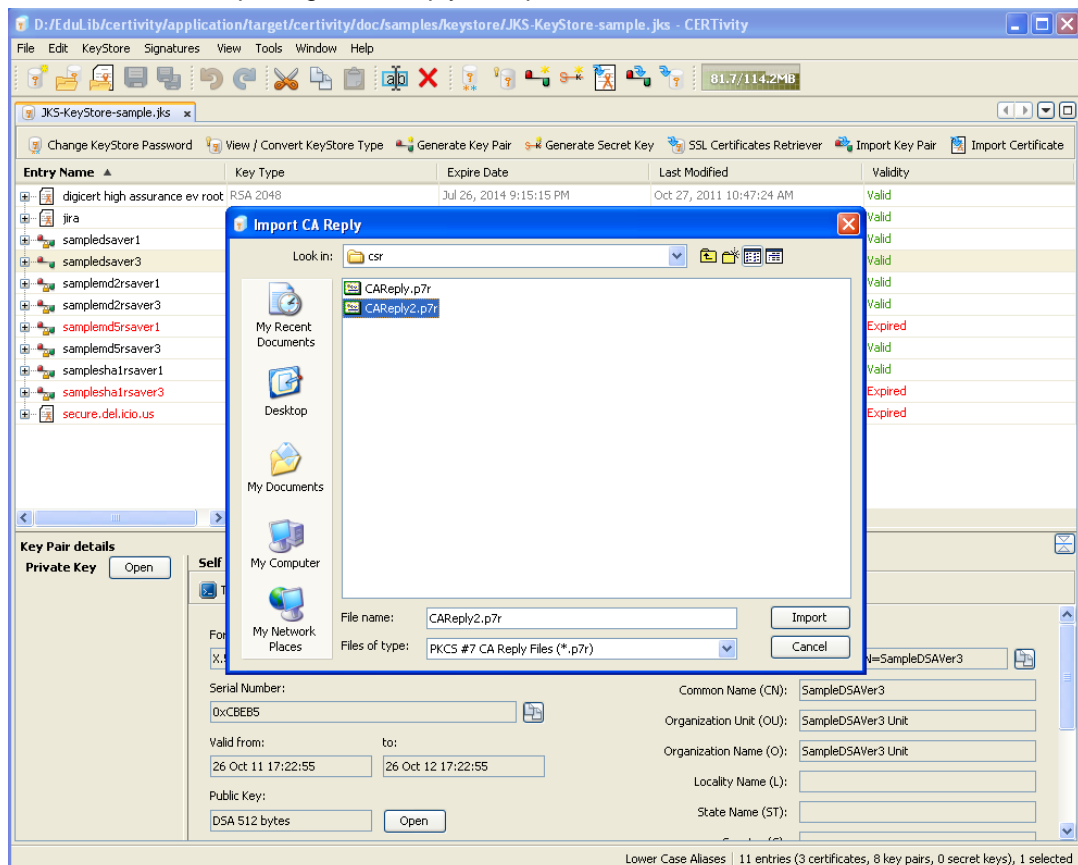 D:/EduLib/certivity/application/target/certivity/doc/samples/keystore/JKS-KeyStore-sample.jks - CERTivity
File Edit KeyStore Signatures View Tools Window Help
81.7/114.2MB
JKS-KeyStore-sample.jks
Change KeyStore Password View / Convert KeyStore Type Generate Key Pair Generate Secret Key SSL Certificates Retriever Import Key Pair Import Certificate
Entry Name Key Type Expire Date Last Modified Validity
digicert high assurance ev root RSA 2048 Jul 26, 2014 9:15:15 PM Oct 27, 2011 10:47:24 AM Valid
jira Valid
sampledsaver1 Valid
sampledsaver3 Valid
samplemd2rsaver1 Valid
samplemd2rsaver3 Valid
samplemd5rsaver1 Expired
samplemd5rsaver3 Valid
samplesha1rsaver1 Valid
samplesha1rsaver3 Expired
secure.del.icio.us Expired
Import CA Reply
Look in: csr
CAReply.p7r
CAReply2.p7r
My Recent
Documents
Desktop
My Documents
My Computer
My Network
Places
File name: CAReply2.p7r Import
Files of type: PKCS #7 CA Reply Files (*.p7r) Cancel
Key Pair details
Private Key Open
Self
For
X.5
N=SampleDSAVer3
Serial Number:
0xCBEB5
Valid from: to:
26 Oct 11 17:22:55 26 Oct 12 17:22:55
Public Key:
DSA 512 bytes Open
Common Name (CN): SampleDSAVer3
Organization Unit (OU): SampleDSAVer3 Unit
Organization Name (O): SampleDSAVer3 Unit
Locality Name (L):
State Name (ST):
Lower Case Aliases 11 entries (3 certificates, 8 key pairs, 0 secret keys), 1 selected